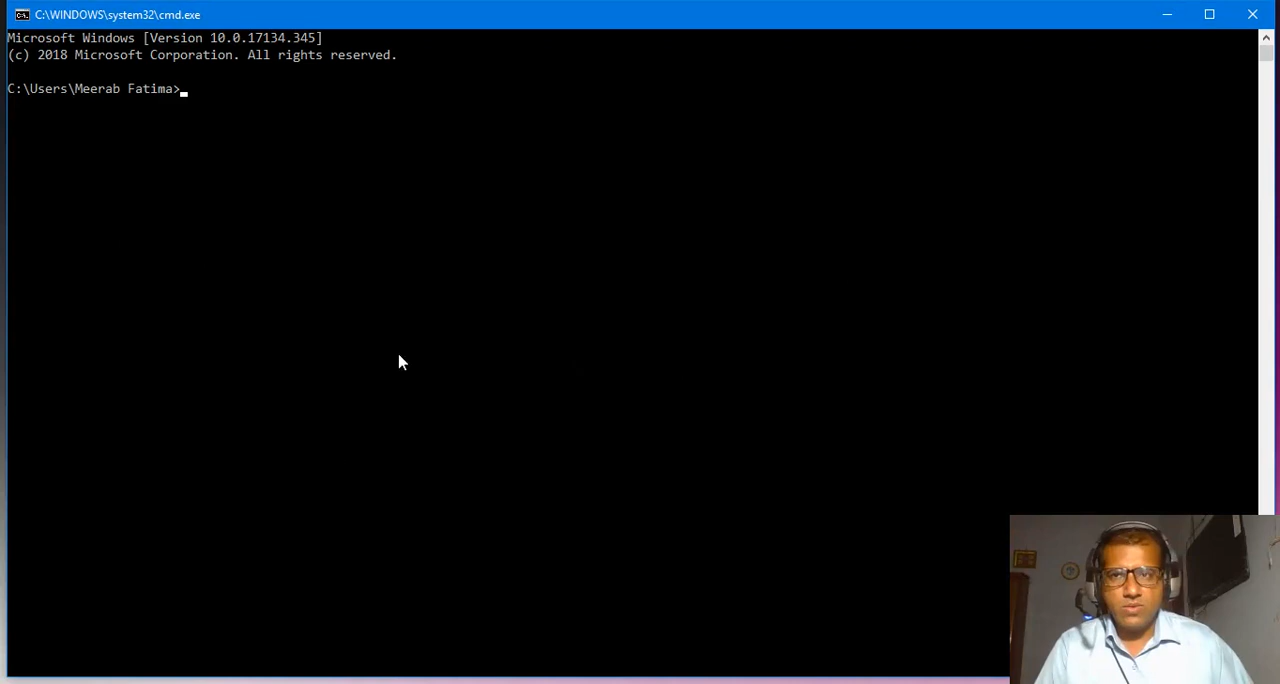 C:\WINDOWS\system32\cmd.exe
Microsoft Windows [Version 10.0.17134.345]
(c) 2018 Microsoft Corporation. All rights reserved.
C:\Users\Meerab Fatima>